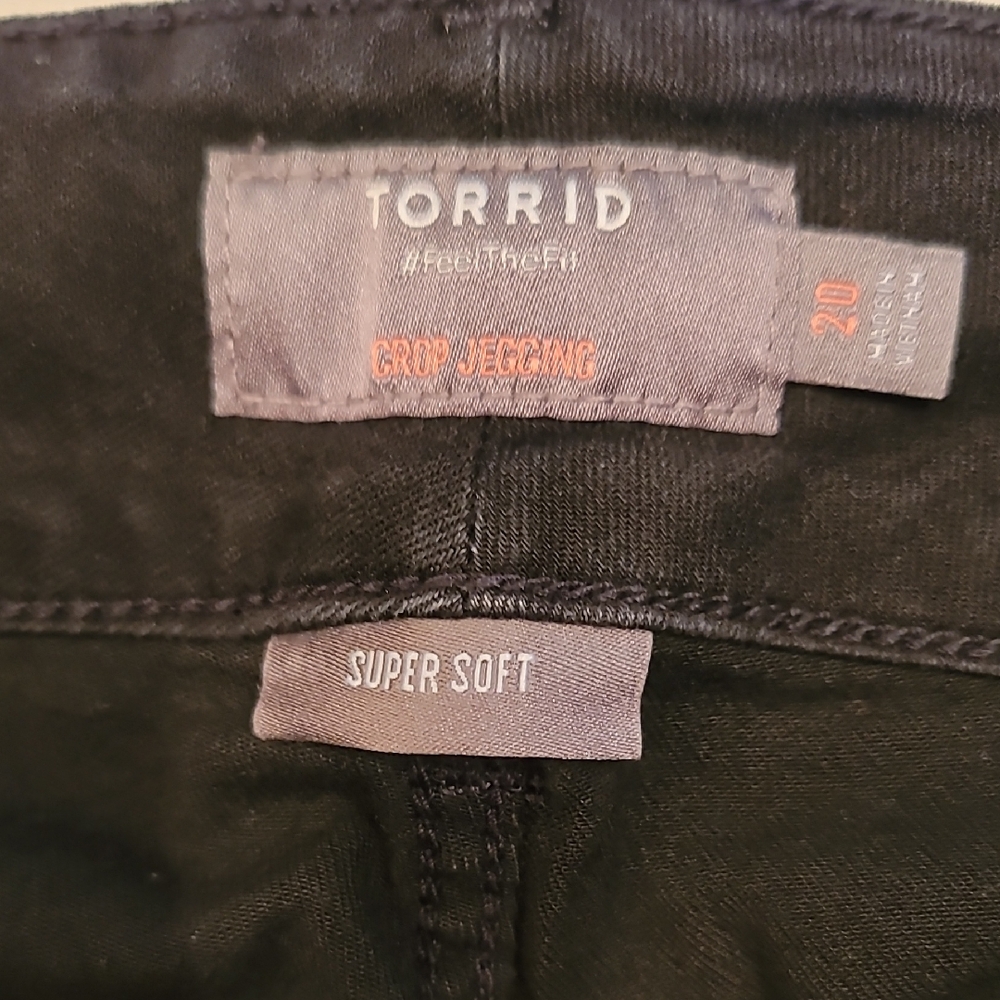 TORRID
#FeelTheFit
CROP JEGGING
20
MADE IN
VIETNAM
SUPER SOFT